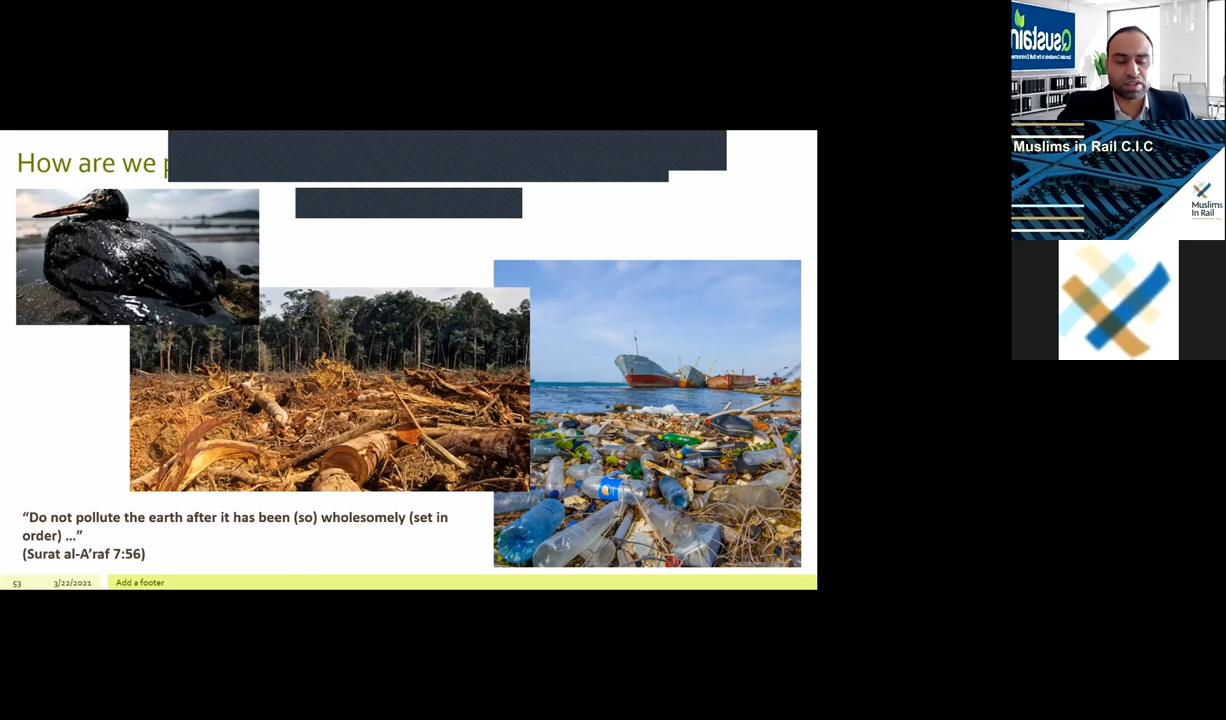 How are we p
“Do not pollute the earth after it has been (so) wholesomely (set in
order) ...”
(Surat al-A’raf 7:56)
53
3/22/2021
Add a footer
Qsustain
Muslims in Rail C.I.C
Muslims
In Rail